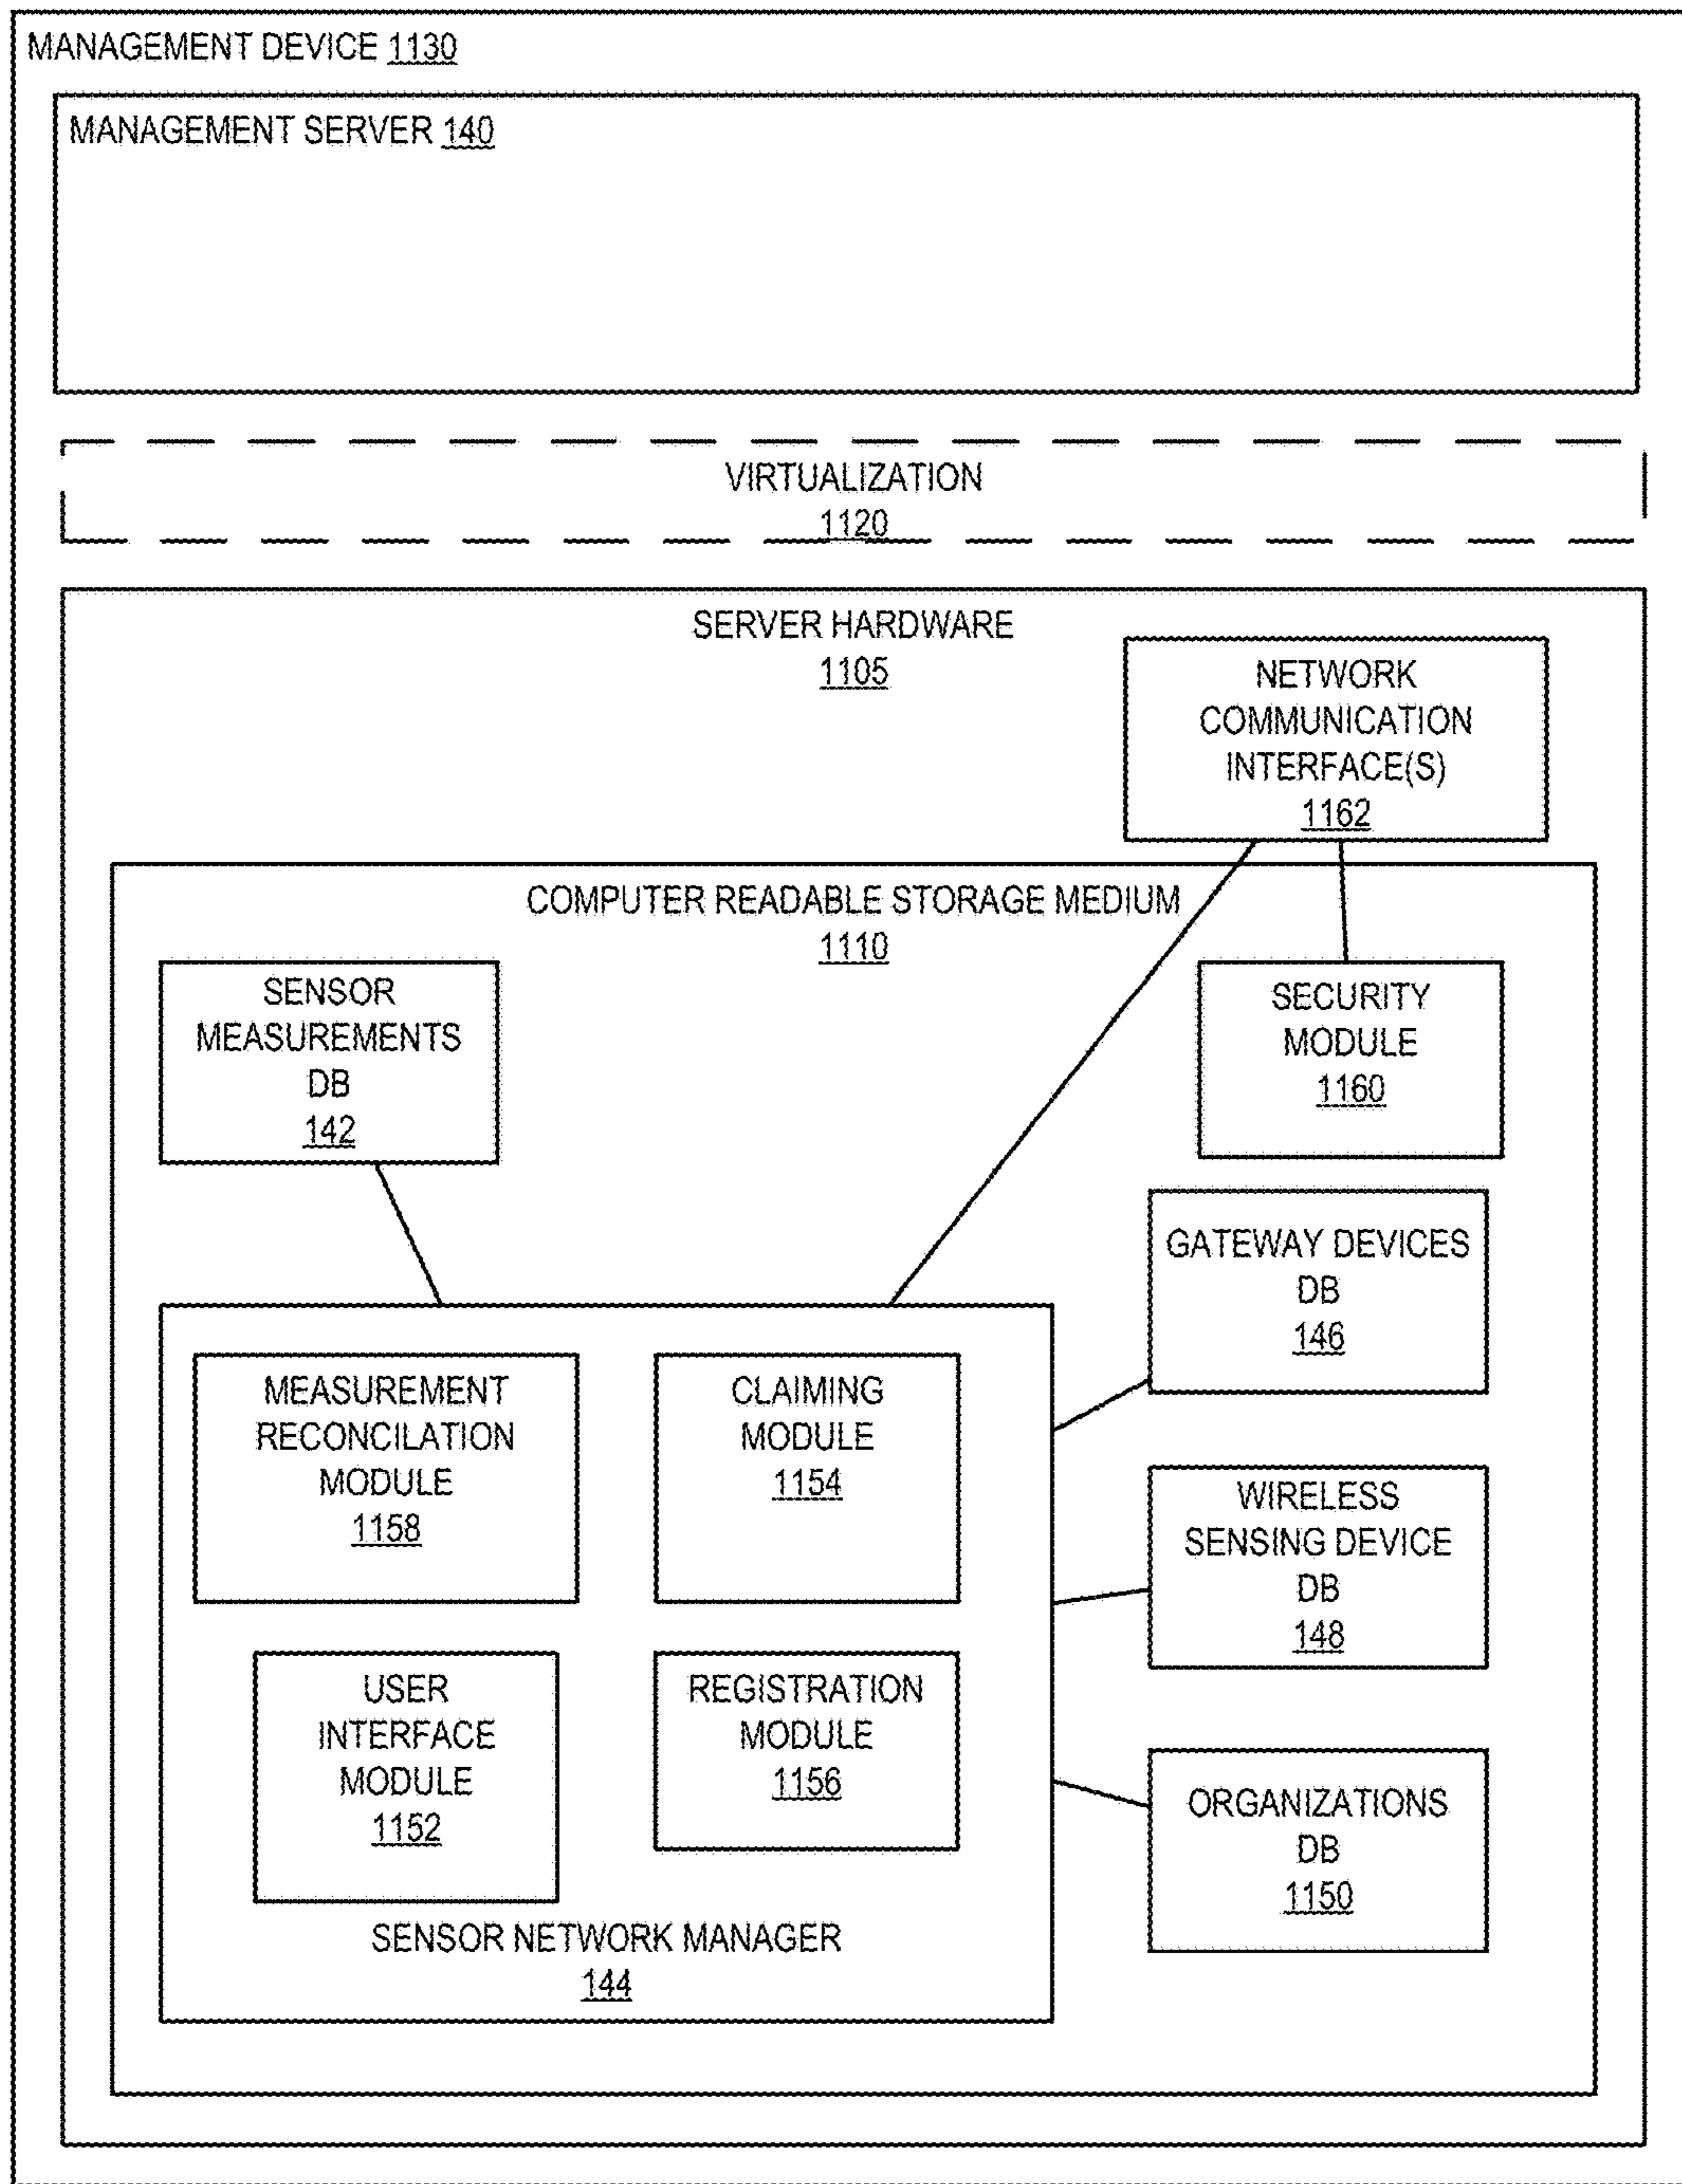 MANAGEMENT DEVICE 1130
MANAGEMENT SERVER 140
VIRTUALIZATION
1120
SERVER HARDWARE
1105
NETWORK
COMMUNICATION
INTERFACE(S)
1162
COMPUTER READABLE STORAGE MEDIUM
1110
SENSOR
MEASUREMENTS
DB
142
SECURITY
MODULE
1160
GATEWAY DEVICES
DB
146
MEASUREMENT
RECONCILATION
MODULE
1158
CLAIMING
MODULE
1154
WIRELESS
SENSING DEVICE
DB
148
USER
INTERFACE
MODULE
1152
REGISTRATION
MODULE
1156
ORGANIZATIONS
DB
1150
SENSOR NETWORK MANAGER
144